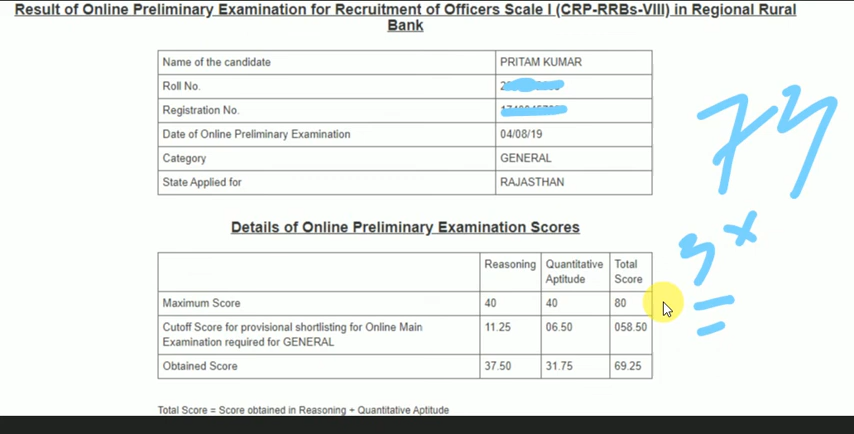 Result of Online Preliminary Examination for Recruitment of Officers Scale I (CRP-RRBs-VIII) in Regional Rural
Bank
Name of the candidate PRITAM KUMAR
Roll No.
Registration No.
Date of Online Preliminary Examination 04/08/19
Category GENERAL
State Applied for RAJASTHAN
Details of Online Preliminary Examination Scores
Reasoning Quantitative Aptitude Total Score
Maximum Score 40 40 80
Cutoff Score for provisional shortlisting for Online Main Examination required for GENERAL 11.25 06.50 058.50
Obtained Score 37.50 31.75 69.25
Total Score = Score obtained in Reasoning + Quantitative Aptitude